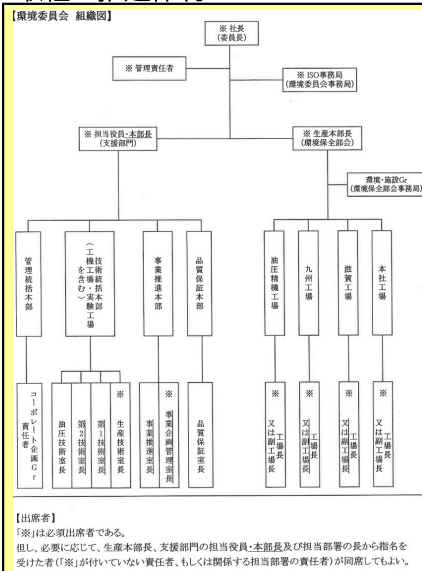 【環境委員会 組織図】
※ 社長
(委員長)
※ 管理責任者
※ ISO事務局
(環境委員会事務局)
※ 担当役員・本部長
(支援部門)
※ 生産本部長
(環境保全部会)
環境・施設Gr
(環境保全部会事務局)
管理統括本部
技術統括本部
(工機工場・実験工場
を含む)
事業推進本部
品質保証本部
油圧精機工場
九州工場
滋賀工場
本社工場
コーポレート企画Gr
責任者
油圧技術室長
第2技術室長
第1技術室長
※ 生産技術室長
事業推進室長
※ 事業企画管理室長
品質保証室長
※ 工場長
又は副工場長
※ 工場長
又は副工場長
※ 工場長
又は副工場長
※ 工場長
又は副工場長
【出席者】
「※」は必須出席者である。
但し、必要に応じて、生産本部長、支援部門の担当役員・本部長及び担当部署の長から指名を
受けた者(「※」が付いていない責任者、もしくは関係する担当部署の責任者)が同席してもよい。